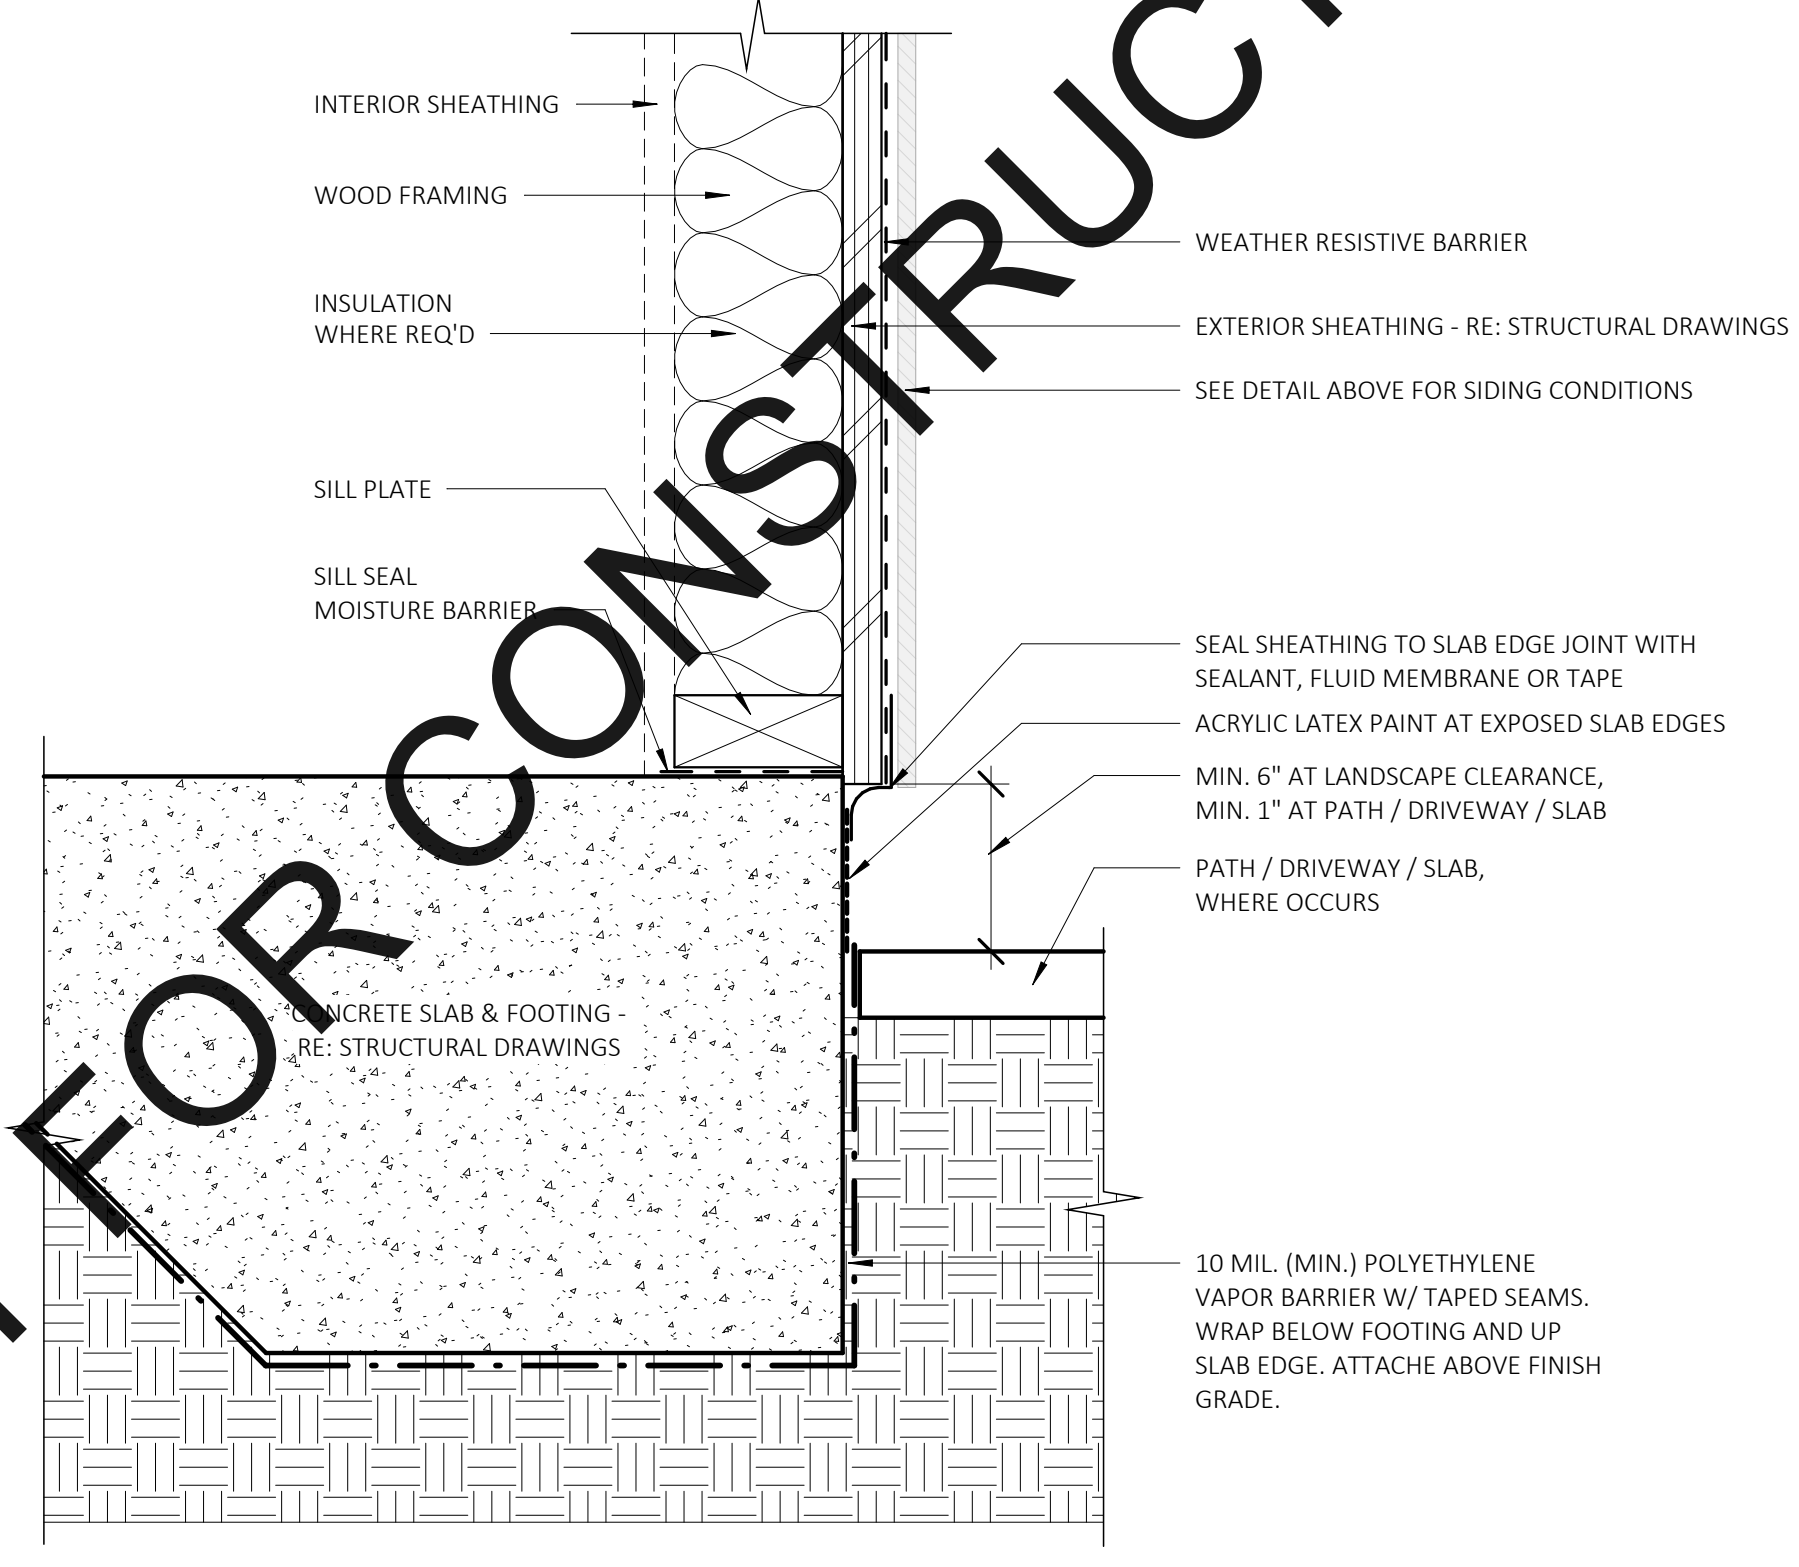 INTERIOR SHEATHING
WOOD FRAMING
INSULATION
WHERE REQ'D
SILL PLATE
SILL SEAL
MOISTURE BARRIER
WEATHER RESISTIVE BARRIER
EXTERIOR SHEATHING - RE: STRUCTURAL DRAWINGS
SEE DETAIL ABOVE FOR SIDING CONDITIONS
SEAL SHEATHING TO SLAB EDGE JOINT WITH
SEALANT, FLUID MEMBRANE OR TAPE
ACRYLIC LATEX PAINT AT EXPOSED SLAB EDGES
MIN. 6" AT LANDSCAPE CLEARANCE,
MIN. 1" AT PATH / DRIVEWAY / SLAB
PATH / DRIVEWAY / SLAB,
WHERE OCCURS
CONCRETE SLAB & FOOTING -
RE: STRUCTURAL DRAWINGS
10 MIL. (MIN.) POLYETHYLENE
VAPOR BARRIER W/ TAPED SEAMS.
WRAP BELOW FOOTING AND UP
SLAB EDGE. ATTACHE ABOVE FINISH
GRADE.
FOR CONSTRUCT